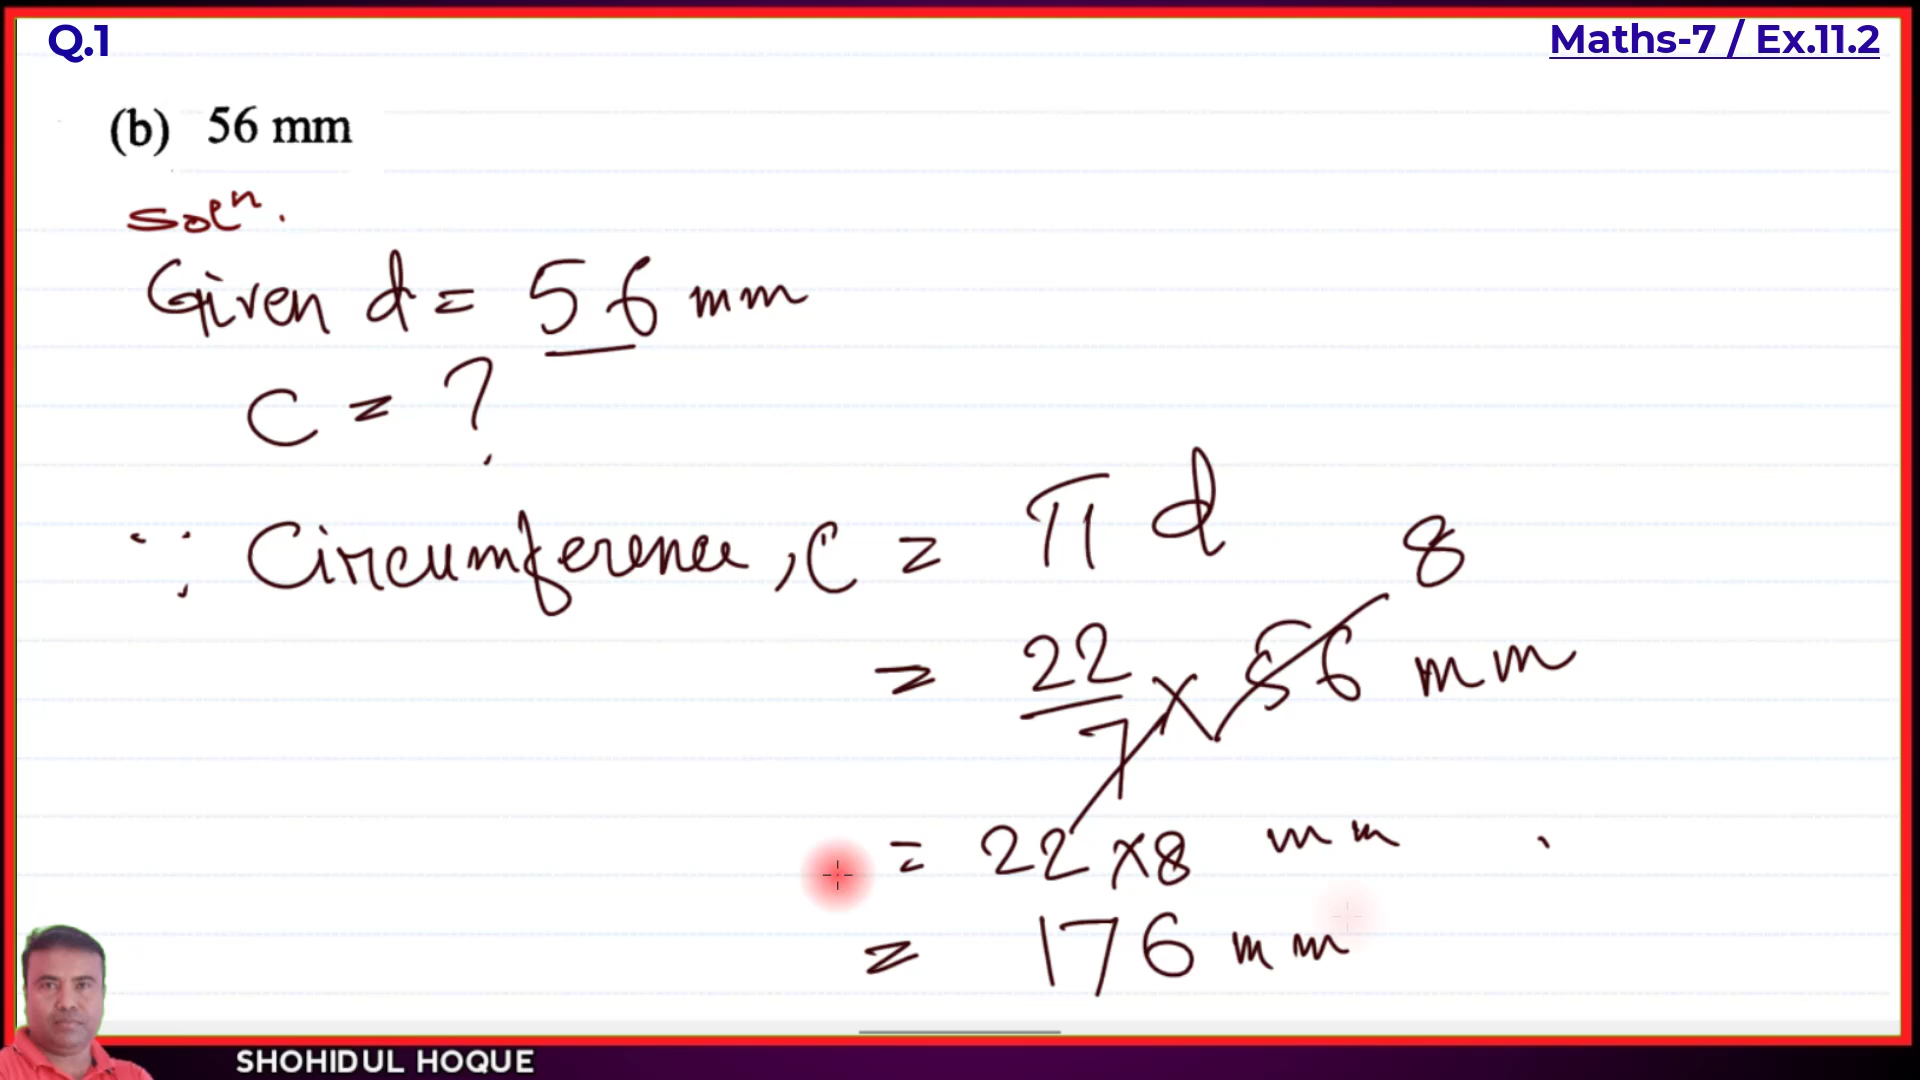 Q.1
Maths-7 / Ex.11.2
(b) 56 mm
Solⁿ.
Given d = 56 mm
C = ?
∵ Circumference, C = π d
= 22/7 × 56 mm 8
= 22 × 8 mm
= 176 mm
SHOHIDUL HOQUE